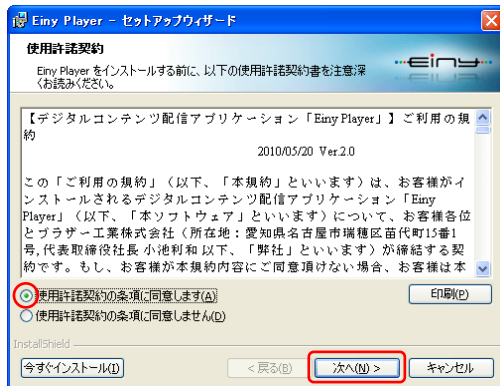 Einy Player - セットアップウィザード
使用許諾契約
Einy Player をインストールする前に、以下の使用許諾契約書を注意深
くお読みください。
einy
【デジタルコンテンツ配信アプリケーション「Einy Player」】ご利用の規
約
2010/05/20 Ver.2.0
この「ご利用の規約」（以下、「本規約」といいます）は、お客様がイ
ンストールされるデジタルコンテンツ配信アプリケーション「Einy
Player」（以下、「本ソフトウェア」といいます）について、お客様各位
とブラザー工業株式会社（所在地：愛知県名古屋市瑞穂区苗代町15番1
号,代表取締役社長 小池利和 以下、「弊社」といいます）が締結する契
約です。もし、お客様が本規約内容にご同意頂けない場合、お客様は本
使用許諾契約の条項に同意します(A)
印刷(P)
使用許諾契約の条項に同意しません(D)
InstallShield
今すぐインストール(I)
< 戻る(B)
次へ(N) >
キャンセル